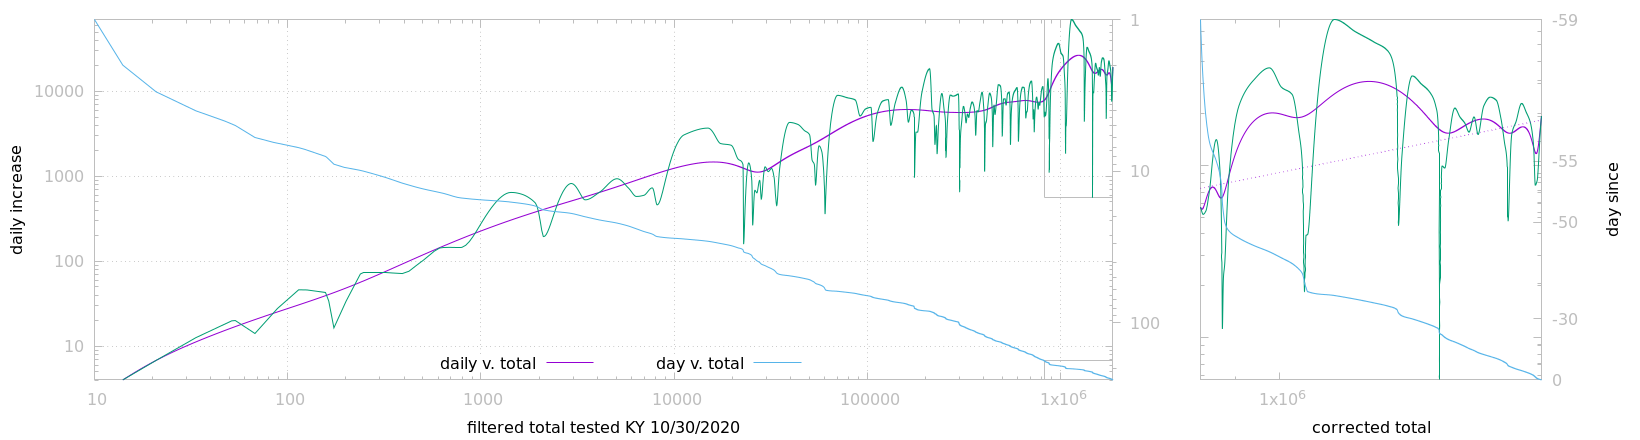 daily increase
10000
1000
100
10
10
100
1000
10000
100000
1x10^6
1
10
100
daily v. total
day v. total
filtered total tested KY 10/30/2020
-59
-55
-50
-30
0
day since
1x10^6
corrected total